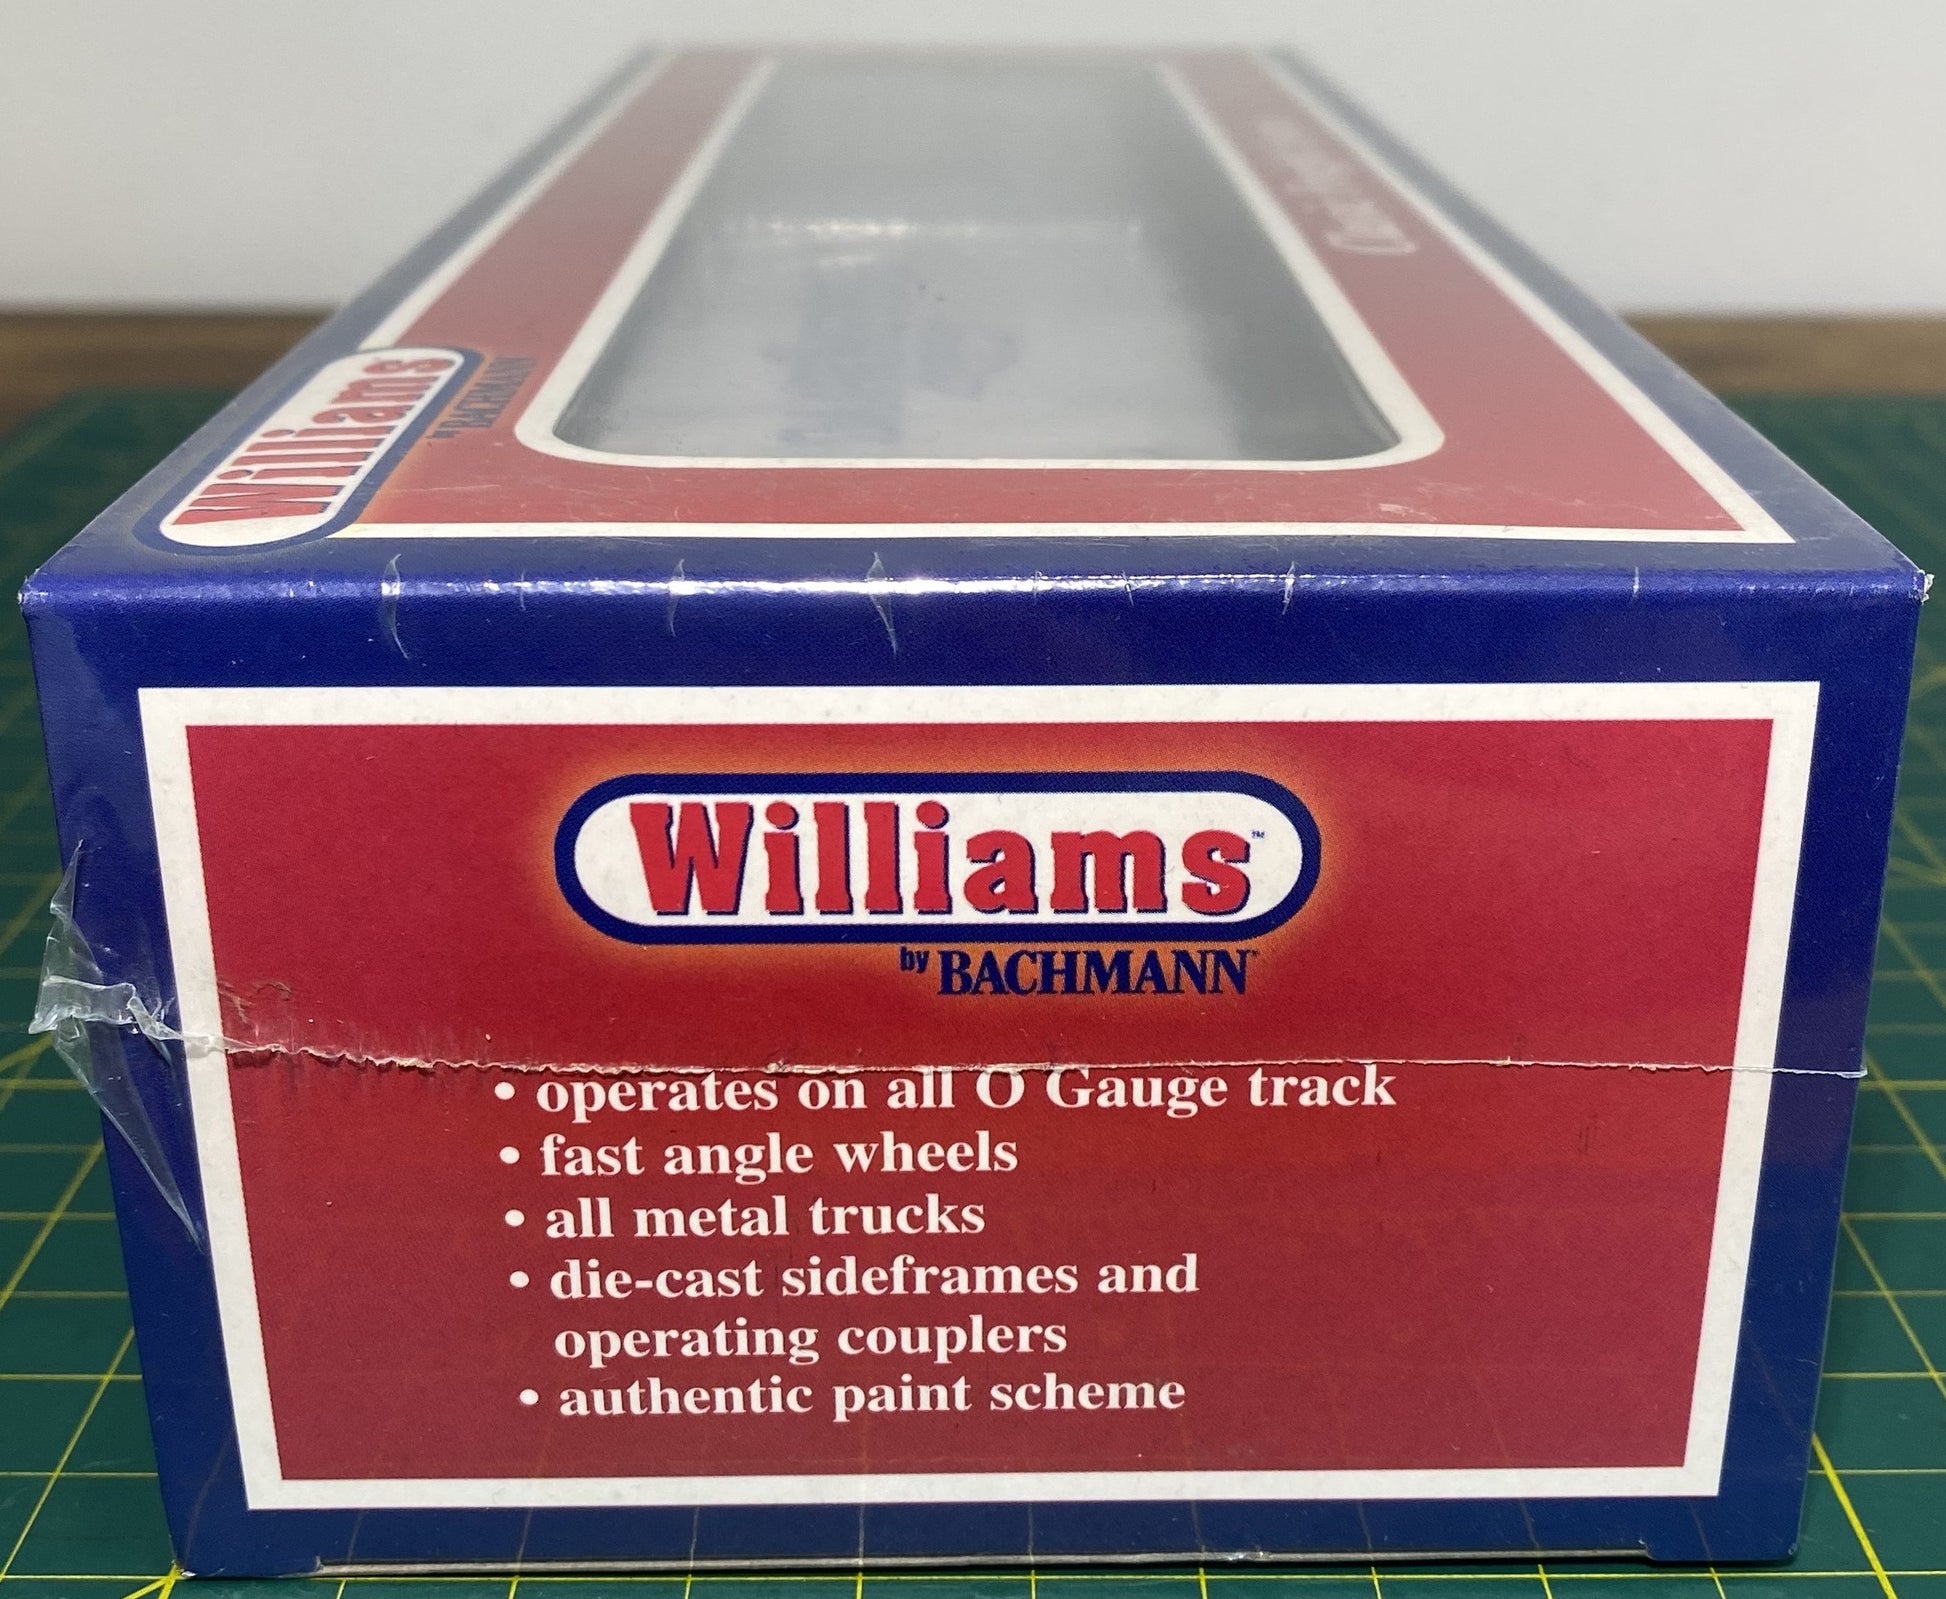 Williams
by BACHMANN
Williams™
by BACHMANN
• operates on all O Gauge track
• fast angle wheels
• all metal trucks
• die-cast sideframes and
operating couplers
• authentic paint scheme